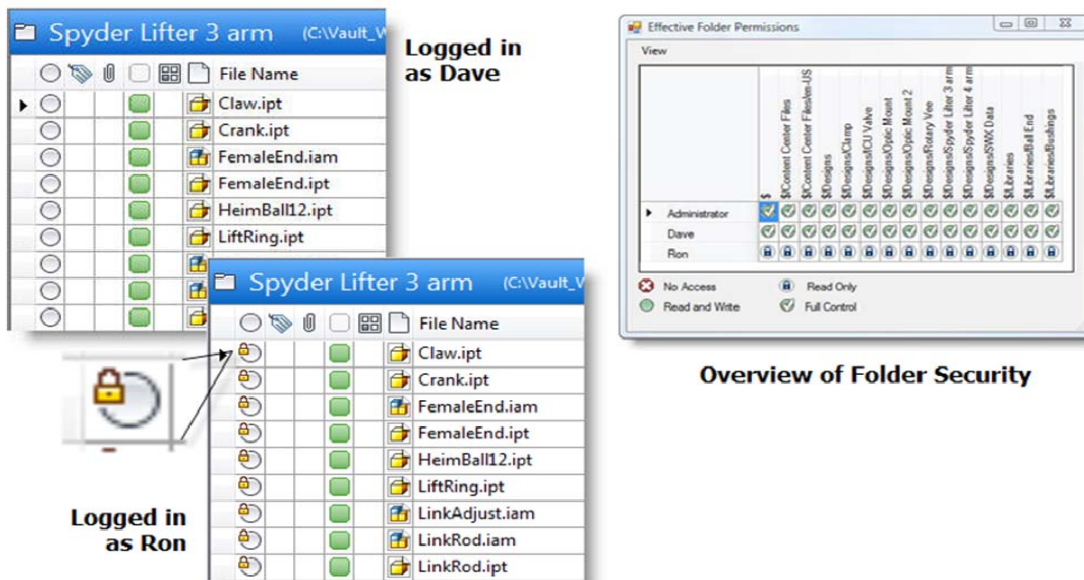 Spyder Lifter 3 arm (C:\Vault_W
File Name
Claw.ipt
Crank.ipt
FemaleEnd.iam
FemaleEnd.ipt
HeimBall12.ipt
LiftRing.ipt
Logged in
as Dave
Spyder Lifter 3 arm (C:\Vault_V
File Name
Claw.ipt
Crank.ipt
FemaleEnd.iam
FemaleEnd.ipt
HeimBall12.ipt
LiftRing.ipt
LinkAdjust.iam
LinkRod.iam
LinkRod.ipt
Logged in
as Ron
Effective Folder Permissions
View
$
$/Content Center Files
$/Content Center Files/en-US
$/Designs
$/Designs/Clamp
$/Designs/ICU Valve
$/Designs/Optic Mount
$/Designs/Optic Mount 2
$/Designs/Rotary Vee
$/Designs/Spyder Lifter 3 arm
$/Designs/Spyder Lifter 4 arm
$/Designs/SWX Data
$/Libraries
$/Libraries/Ball End
$/Libraries/Bushings
Administrator
Dave
Ron
No Access Read Only
Read and Write Full Control
Overview of Folder Security